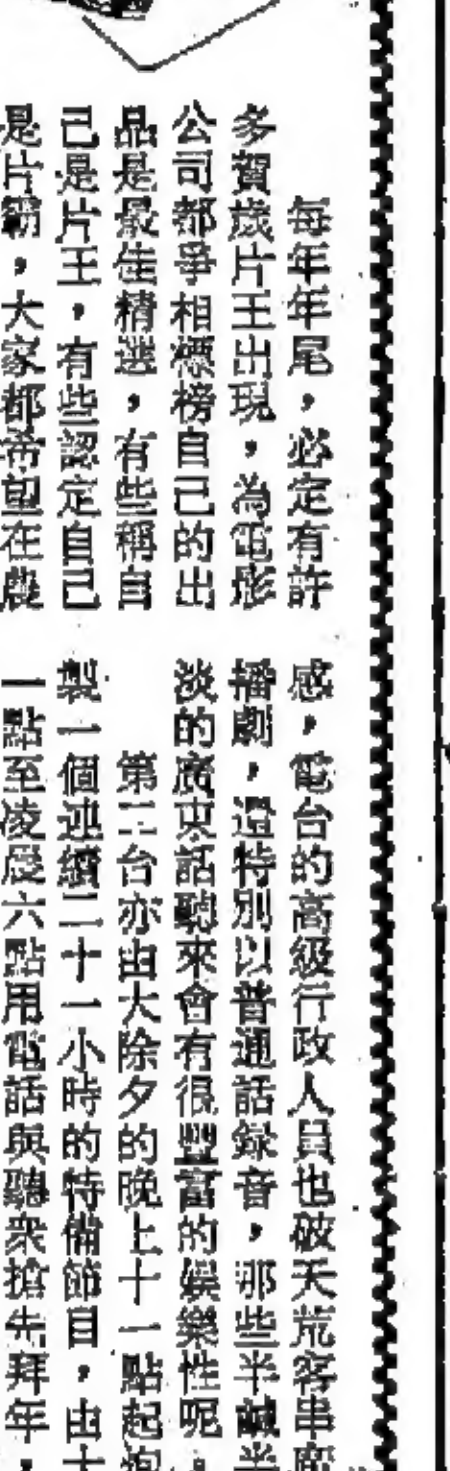 每年年尾，必定有許
多賀歲片王出現，為電影
公司都爭相標榜自己的出
品是最佳精選，有些稱自
己是片王，有些認定自己
是片霸，大家都希望在農
感，電台的高級行政人員也破天荒客串廣
播劇，還特別以普通話錄音，那些半鹹半
淡的廣東話聽來會有很豐富的娛樂性呢。
第二台亦由大除夕的晚上十一點起
製一個連續二十一小時的特備節目，由大
一點至凌晨六點用電話與聽眾搶先拜年，